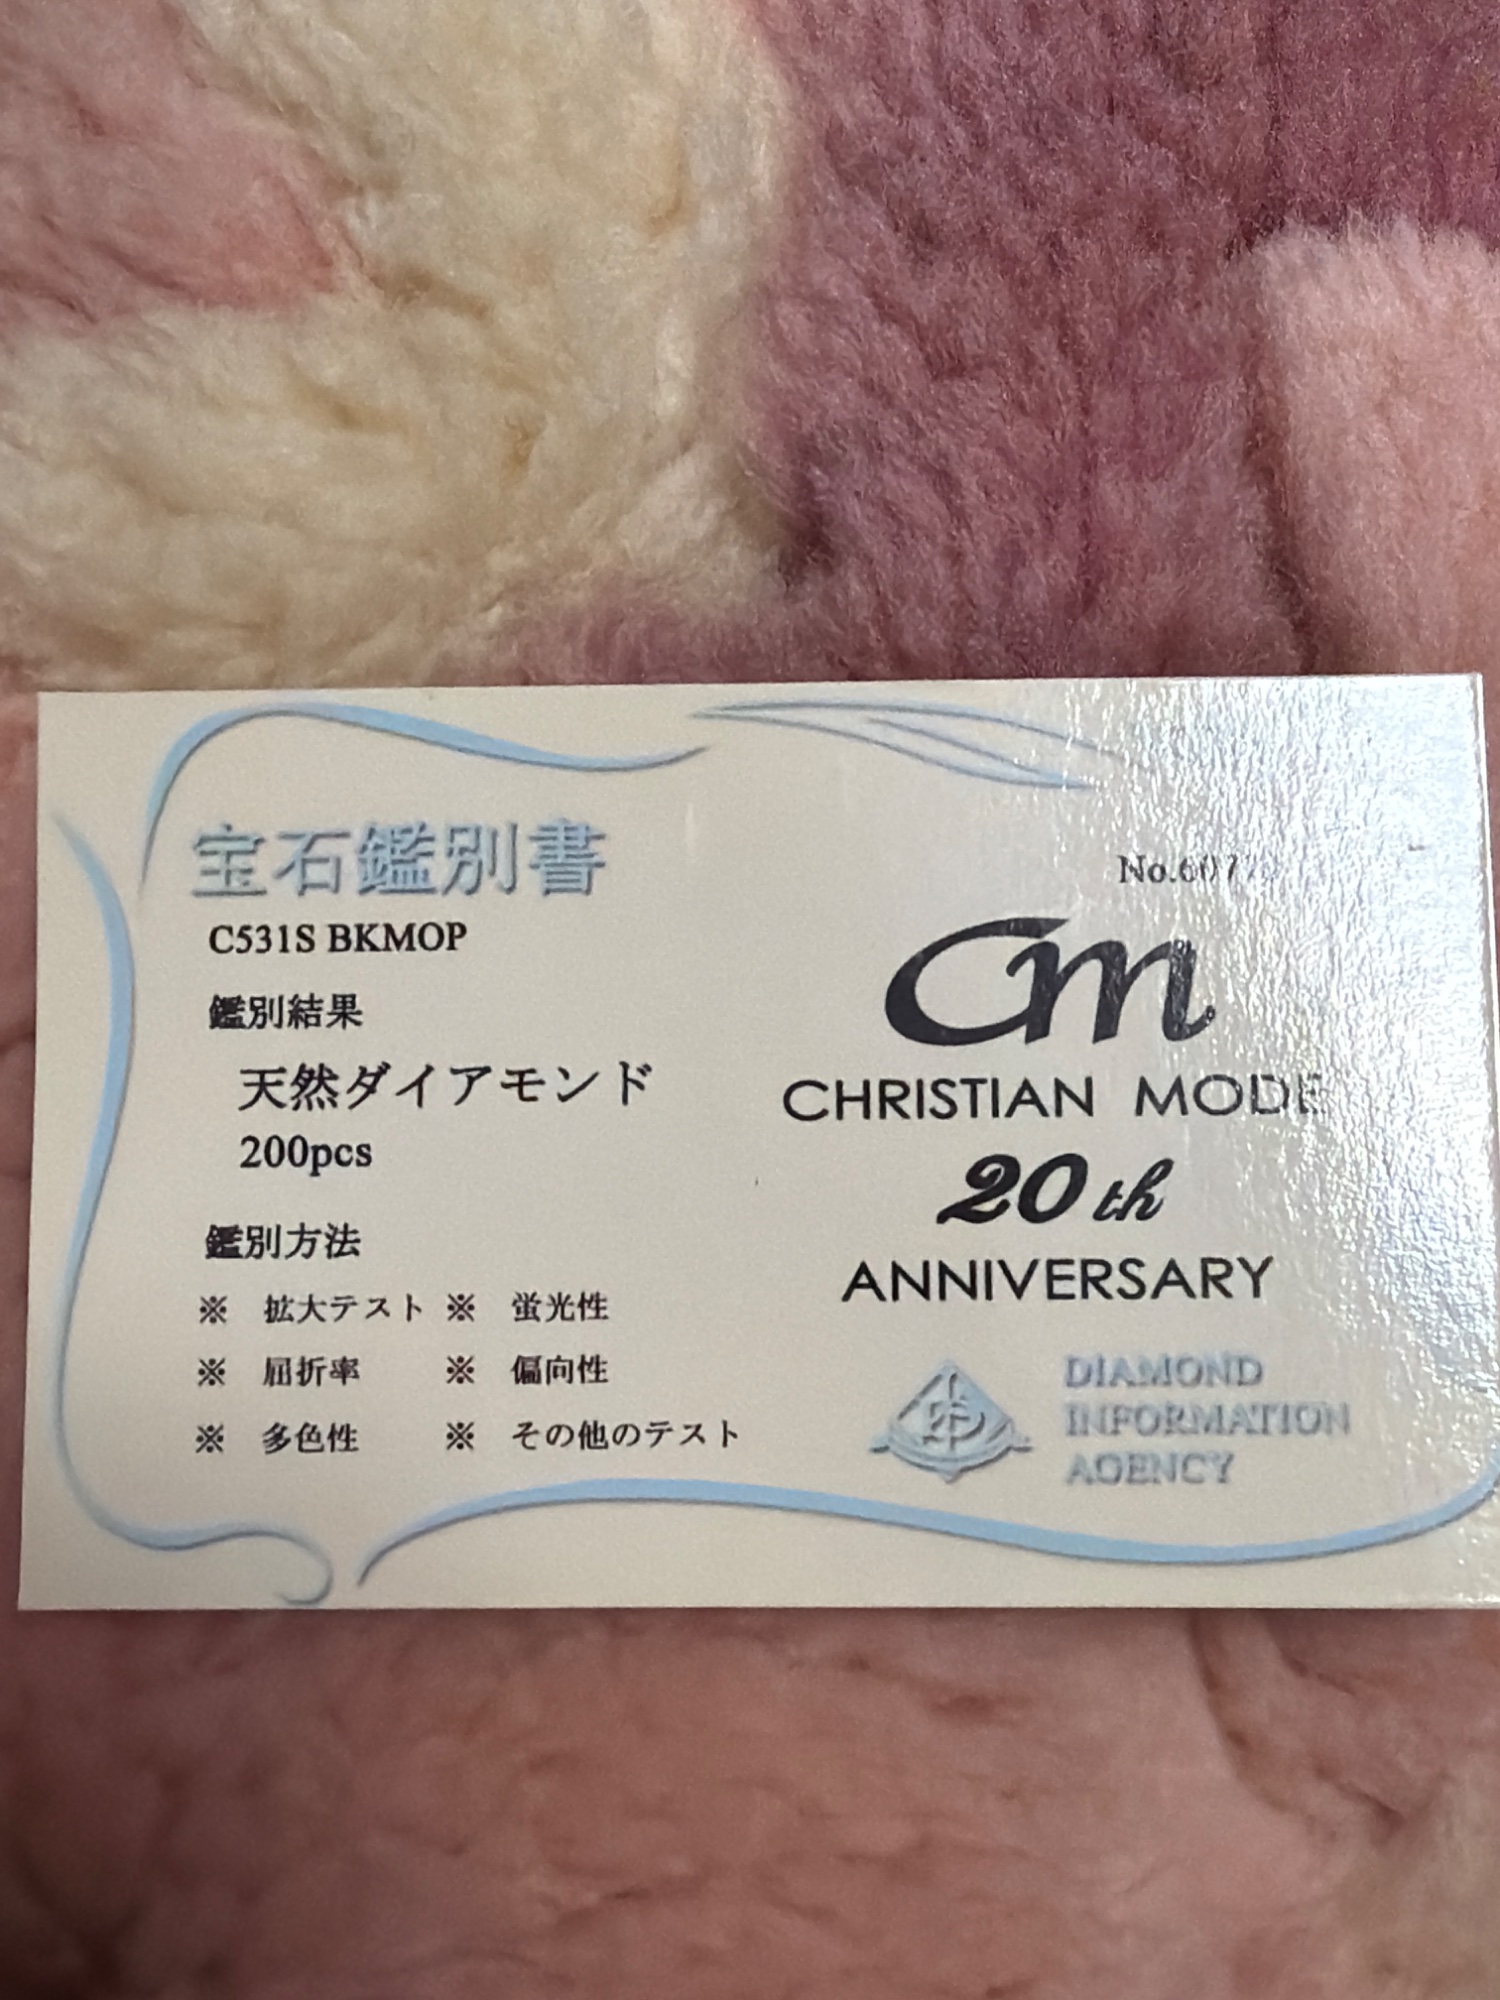 宝石鑑別書
C531S BKMOP
鑑別結果
天然ダイアモンド
200pcs
鑑別方法
※ 拡大テスト ※ 蛍光性
※ 屈折率 ※ 偏向性
※ 多色性 ※ その他のテスト
Cm
CHRISTIAN MODE
20th
ANNIVERSARY
DIAMOND
INFORMATION
AGENCY